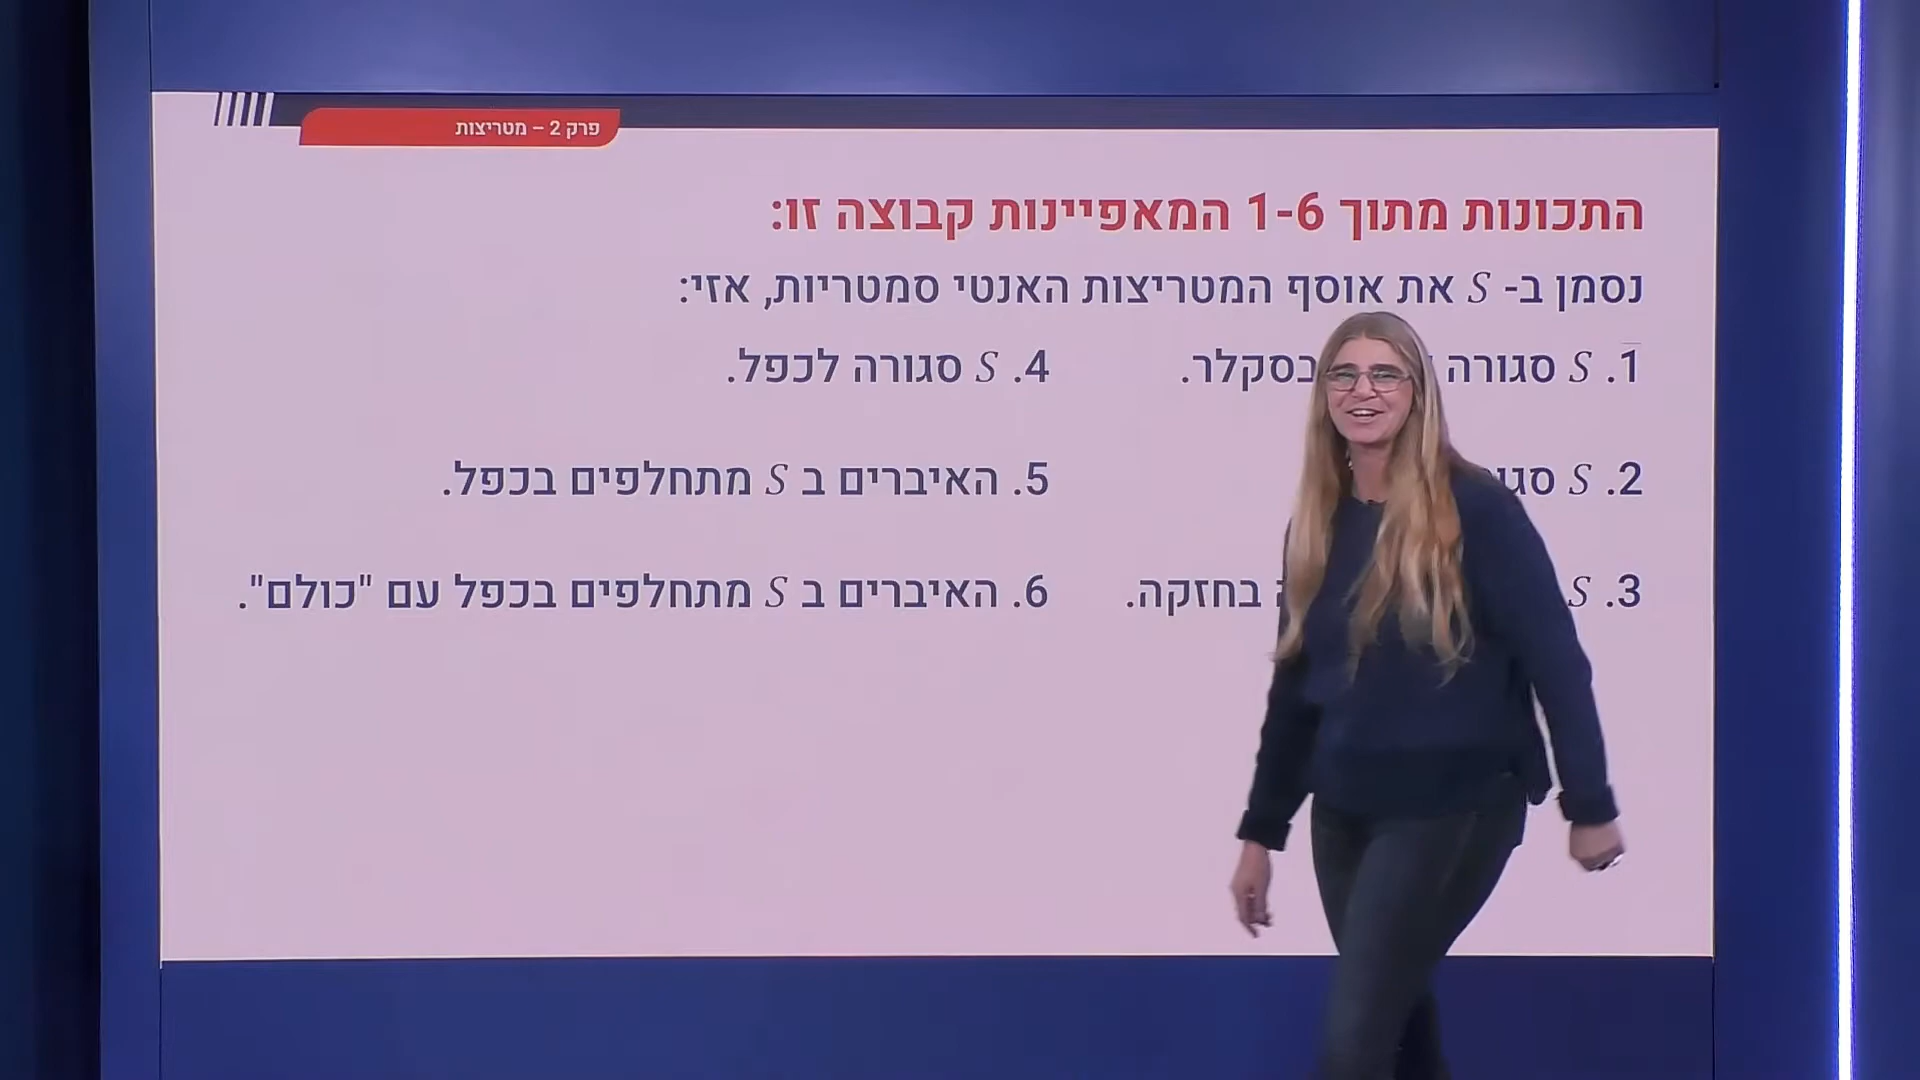 פרק 2 – מטריצות
התכונות מתוך 1-6 המאפיינות קבוצה זו:
נסמן ב- S את אוסף המטריצות האנטי סמטריות, אזי:
1. S סגורה בסקלר.
2. S
3. S בחזקה.
4. S סגורה לכפל.
5. האיברים ב S מתחלפים בכפל.
6. האיברים ב S מתחלפים בכפל עם "כולם".